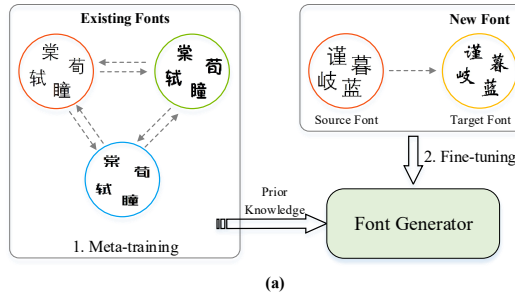 Existing Fonts
棠 荀
轼 瞳
棠 荀
轼 瞳
棠 荀
轼 瞳
1. Meta-training
New Font
谨 暮
岐 蓝
Source Font
谨 暮
岐 蓝
Target Font
2. Fine-tuning
Prior
Knowledge
Font Generator
(a)